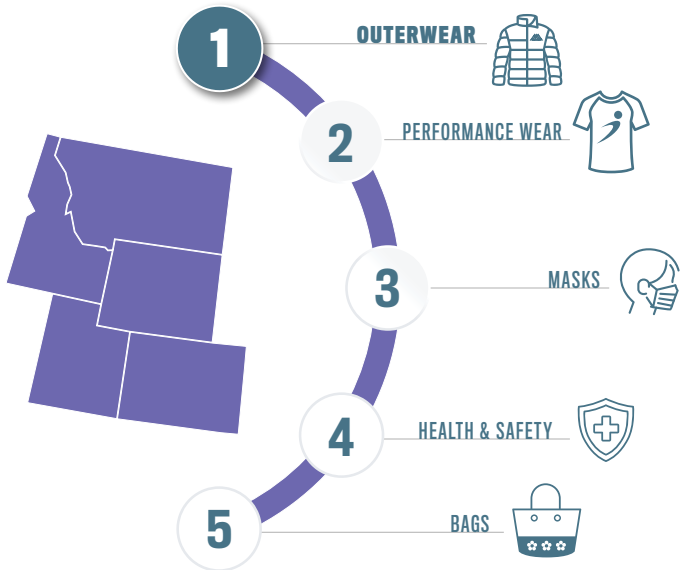 1
OUTERWEAR
2
PERFORMANCE WEAR
3
MASKS
4
HEALTH & SAFETY
5
BAGS